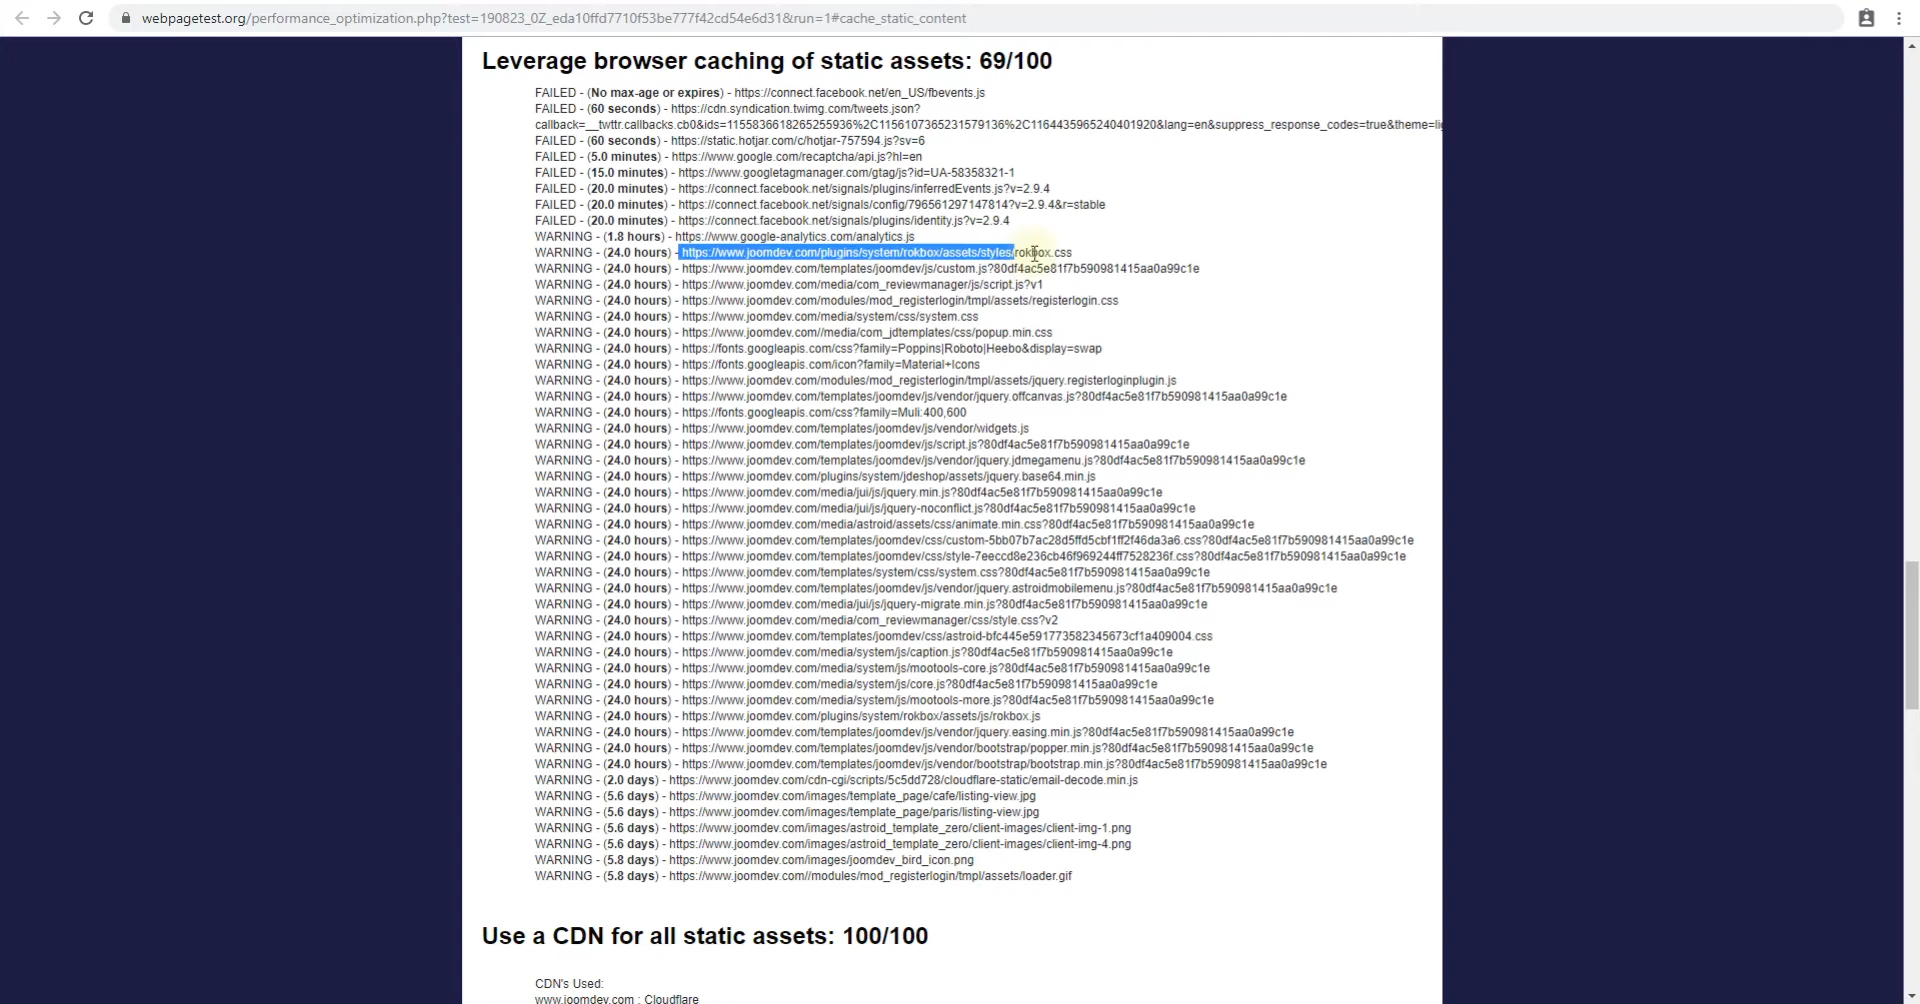 webpagetest.org/performance_optimization.php?test=190823_0Z_eda10ffd7710f53be777f42cd54e6d31&run=1#cache_static_content
Leverage browser caching of static assets: 69/100
FAILED - (No max-age or expires) - https://connect.facebook.net/en_US/fbevents.js
FAILED - (60 seconds) - https://cdn.syndication.twimg.com/tweets.json?
callback=__twttr.callbacks.cb0&ids=1155836618265255936%2C1156107365231579136%2C1164435965240401920&lang=en&suppress_response_codes=true&theme=li
FAILED - (60 seconds) - https://static.hotjar.com/c/hotjar-757594.js?sv=6
FAILED - (5.0 minutes) - https://www.google.com/recaptcha/api.js?hl=en
FAILED - (15.0 minutes) - https://www.googletagmanager.com/gtag/js?id=UA-58358321-1
FAILED - (20.0 minutes) - https://connect.facebook.net/signals/plugins/inferredEvents.js?v=2.9.4
FAILED - (20.0 minutes) - https://connect.facebook.net/signals/config/796561297147814?v=2.9.4&r=stable
FAILED - (20.0 minutes) - https://connect.facebook.net/signals/plugins/identity.js?v=2.9.4
WARNING - (1.8 hours) - https://www.google-analytics.com/analytics.js
WARNING - (24.0 hours) - https://www.joomdev.com/plugins/system/rokbox/assets/styles/rokbox.css
WARNING - (24.0 hours) - https://www.joomdev.com/templates/joomdev/js/custom.js?80df4ac5e81f7b590981415aa0a99c1e
WARNING - (24.0 hours) - https://www.joomdev.com/media/com_reviewmanager/js/script.js?v1
WARNING - (24.0 hours) - https://www.joomdev.com/modules/mod_registerlogin/tmpl/assets/registerlogin.css
WARNING - (24.0 hours) - https://www.joomdev.com/media/system/css/system.css
WARNING - (24.0 hours) - https://www.joomdev.com//media/com_jdtemplates/css/popup.min.css
WARNING - (24.0 hours) - https://fonts.googleapis.com/css?family=Poppins|Roboto|Heebo&display=swap
WARNING - (24.0 hours) - https://fonts.googleapis.com/icon?family=Material+Icons
WARNING - (24.0 hours) - https://www.joomdev.com/modules/mod_registerlogin/tmpl/assets/jquery.registerloginplugin.js
WARNING - (24.0 hours) - https://www.joomdev.com/templates/joomdev/js/vendor/jquery.offcanvas.js?80df4ac5e81f7b590981415aa0a99c1e
WARNING - (24.0 hours) - https://fonts.googleapis.com/css?family=Muli:400,600
WARNING - (24.0 hours) - https://www.joomdev.com/templates/joomdev/js/vendor/widgets.js
WARNING - (24.0 hours) - https://www.joomdev.com/templates/joomdev/js/script.js?80df4ac5e81f7b590981415aa0a99c1e
WARNING - (24.0 hours) - https://www.joomdev.com/templates/joomdev/js/vendor/jquery.jdmegamenu.js?80df4ac5e81f7b590981415aa0a99c1e
WARNING - (24.0 hours) - https://www.joomdev.com/plugins/system/jdeshop/assets/jquery.base64.min.js
WARNING - (24.0 hours) - https://www.joomdev.com/media/jui/js/jquery.min.js?80df4ac5e81f7b590981415aa0a99c1e
WARNING - (24.0 hours) - https://www.joomdev.com/media/jui/js/jquery-noconflict.js?80df4ac5e81f7b590981415aa0a99c1e
WARNING - (24.0 hours) - https://www.joomdev.com/media/astroid/assets/css/animate.min.css?80df4ac5e81f7b590981415aa0a99c1e
WARNING - (24.0 hours) - https://www.joomdev.com/templates/joomdev/css/custom-5bb07b7ac28d5ffd5cbf1ff2f46da3a6.css?80df4ac5e81f7b590981415aa0a99c1e
WARNING - (24.0 hours) - https://www.joomdev.com/templates/joomdev/css/style-7eeccd8e236cb46f969244ff7528236f.css?80df4ac5e81f7b590981415aa0a99c1e
WARNING - (24.0 hours) - https://www.joomdev.com/templates/system/css/system.css?80df4ac5e81f7b590981415aa0a99c1e
WARNING - (24.0 hours) - https://www.joomdev.com/templates/joomdev/js/vendor/jquery.astroidmobilemenu.js?80df4ac5e81f7b590981415aa0a99c1e
WARNING - (24.0 hours) - https://www.joomdev.com/media/jui/js/jquery-migrate.min.js?80df4ac5e81f7b590981415aa0a99c1e
WARNING - (24.0 hours) - https://www.joomdev.com/media/com_reviewmanager/css/style.css?v2
WARNING - (24.0 hours) - https://www.joomdev.com/templates/joomdev/css/astroid-bfc445e591773582345673cf1a409004.css
WARNING - (24.0 hours) - https://www.joomdev.com/media/system/js/caption.js?80df4ac5e81f7b590981415aa0a99c1e
WARNING - (24.0 hours) - https://www.joomdev.com/media/system/js/mootools-core.js?80df4ac5e81f7b590981415aa0a99c1e
WARNING - (24.0 hours) - https://www.joomdev.com/media/system/js/core.js?80df4ac5e81f7b590981415aa0a99c1e
WARNING - (24.0 hours) - https://www.joomdev.com/media/system/js/mootools-more.js?80df4ac5e81f7b590981415aa0a99c1e
WARNING - (24.0 hours) - https://www.joomdev.com/plugins/system/rokbox/assets/js/rokbox.js
WARNING - (24.0 hours) - https://www.joomdev.com/templates/joomdev/js/vendor/jquery.easing.min.js?80df4ac5e81f7b590981415aa0a99c1e
WARNING - (24.0 hours) - https://www.joomdev.com/templates/joomdev/js/vendor/bootstrap/popper.min.js?80df4ac5e81f7b590981415aa0a99c1e
WARNING - (24.0 hours) - https://www.joomdev.com/templates/joomdev/js/vendor/bootstrap/bootstrap.min.js?80df4ac5e81f7b590981415aa0a99c1e
WARNING - (2.0 days) - https://www.joomdev.com/cdn-cgi/scripts/5c5dd728/cloudflare-static/email-decode.min.js
WARNING - (5.6 days) - https://www.joomdev.com/images/template_page/cafe/listing-view.jpg
WARNING - (5.6 days) - https://www.joomdev.com/images/template_page/paris/listing-view.jpg
WARNING - (5.6 days) - https://www.joomdev.com/images/astroid_template_zero/client-images/client-img-1.png
WARNING - (5.6 days) - https://www.joomdev.com/images/astroid_template_zero/client-images/client-img-4.png
WARNING - (5.8 days) - https://www.joomdev.com/images/joomdev_bird_icon.png
WARNING - (5.8 days) - https://www.joomdev.com//modules/mod_registerlogin/tmpl/assets/loader.gif
Use a CDN for all static assets: 100/100
CDN's Used:
www.joomdev.com : Cloudflare